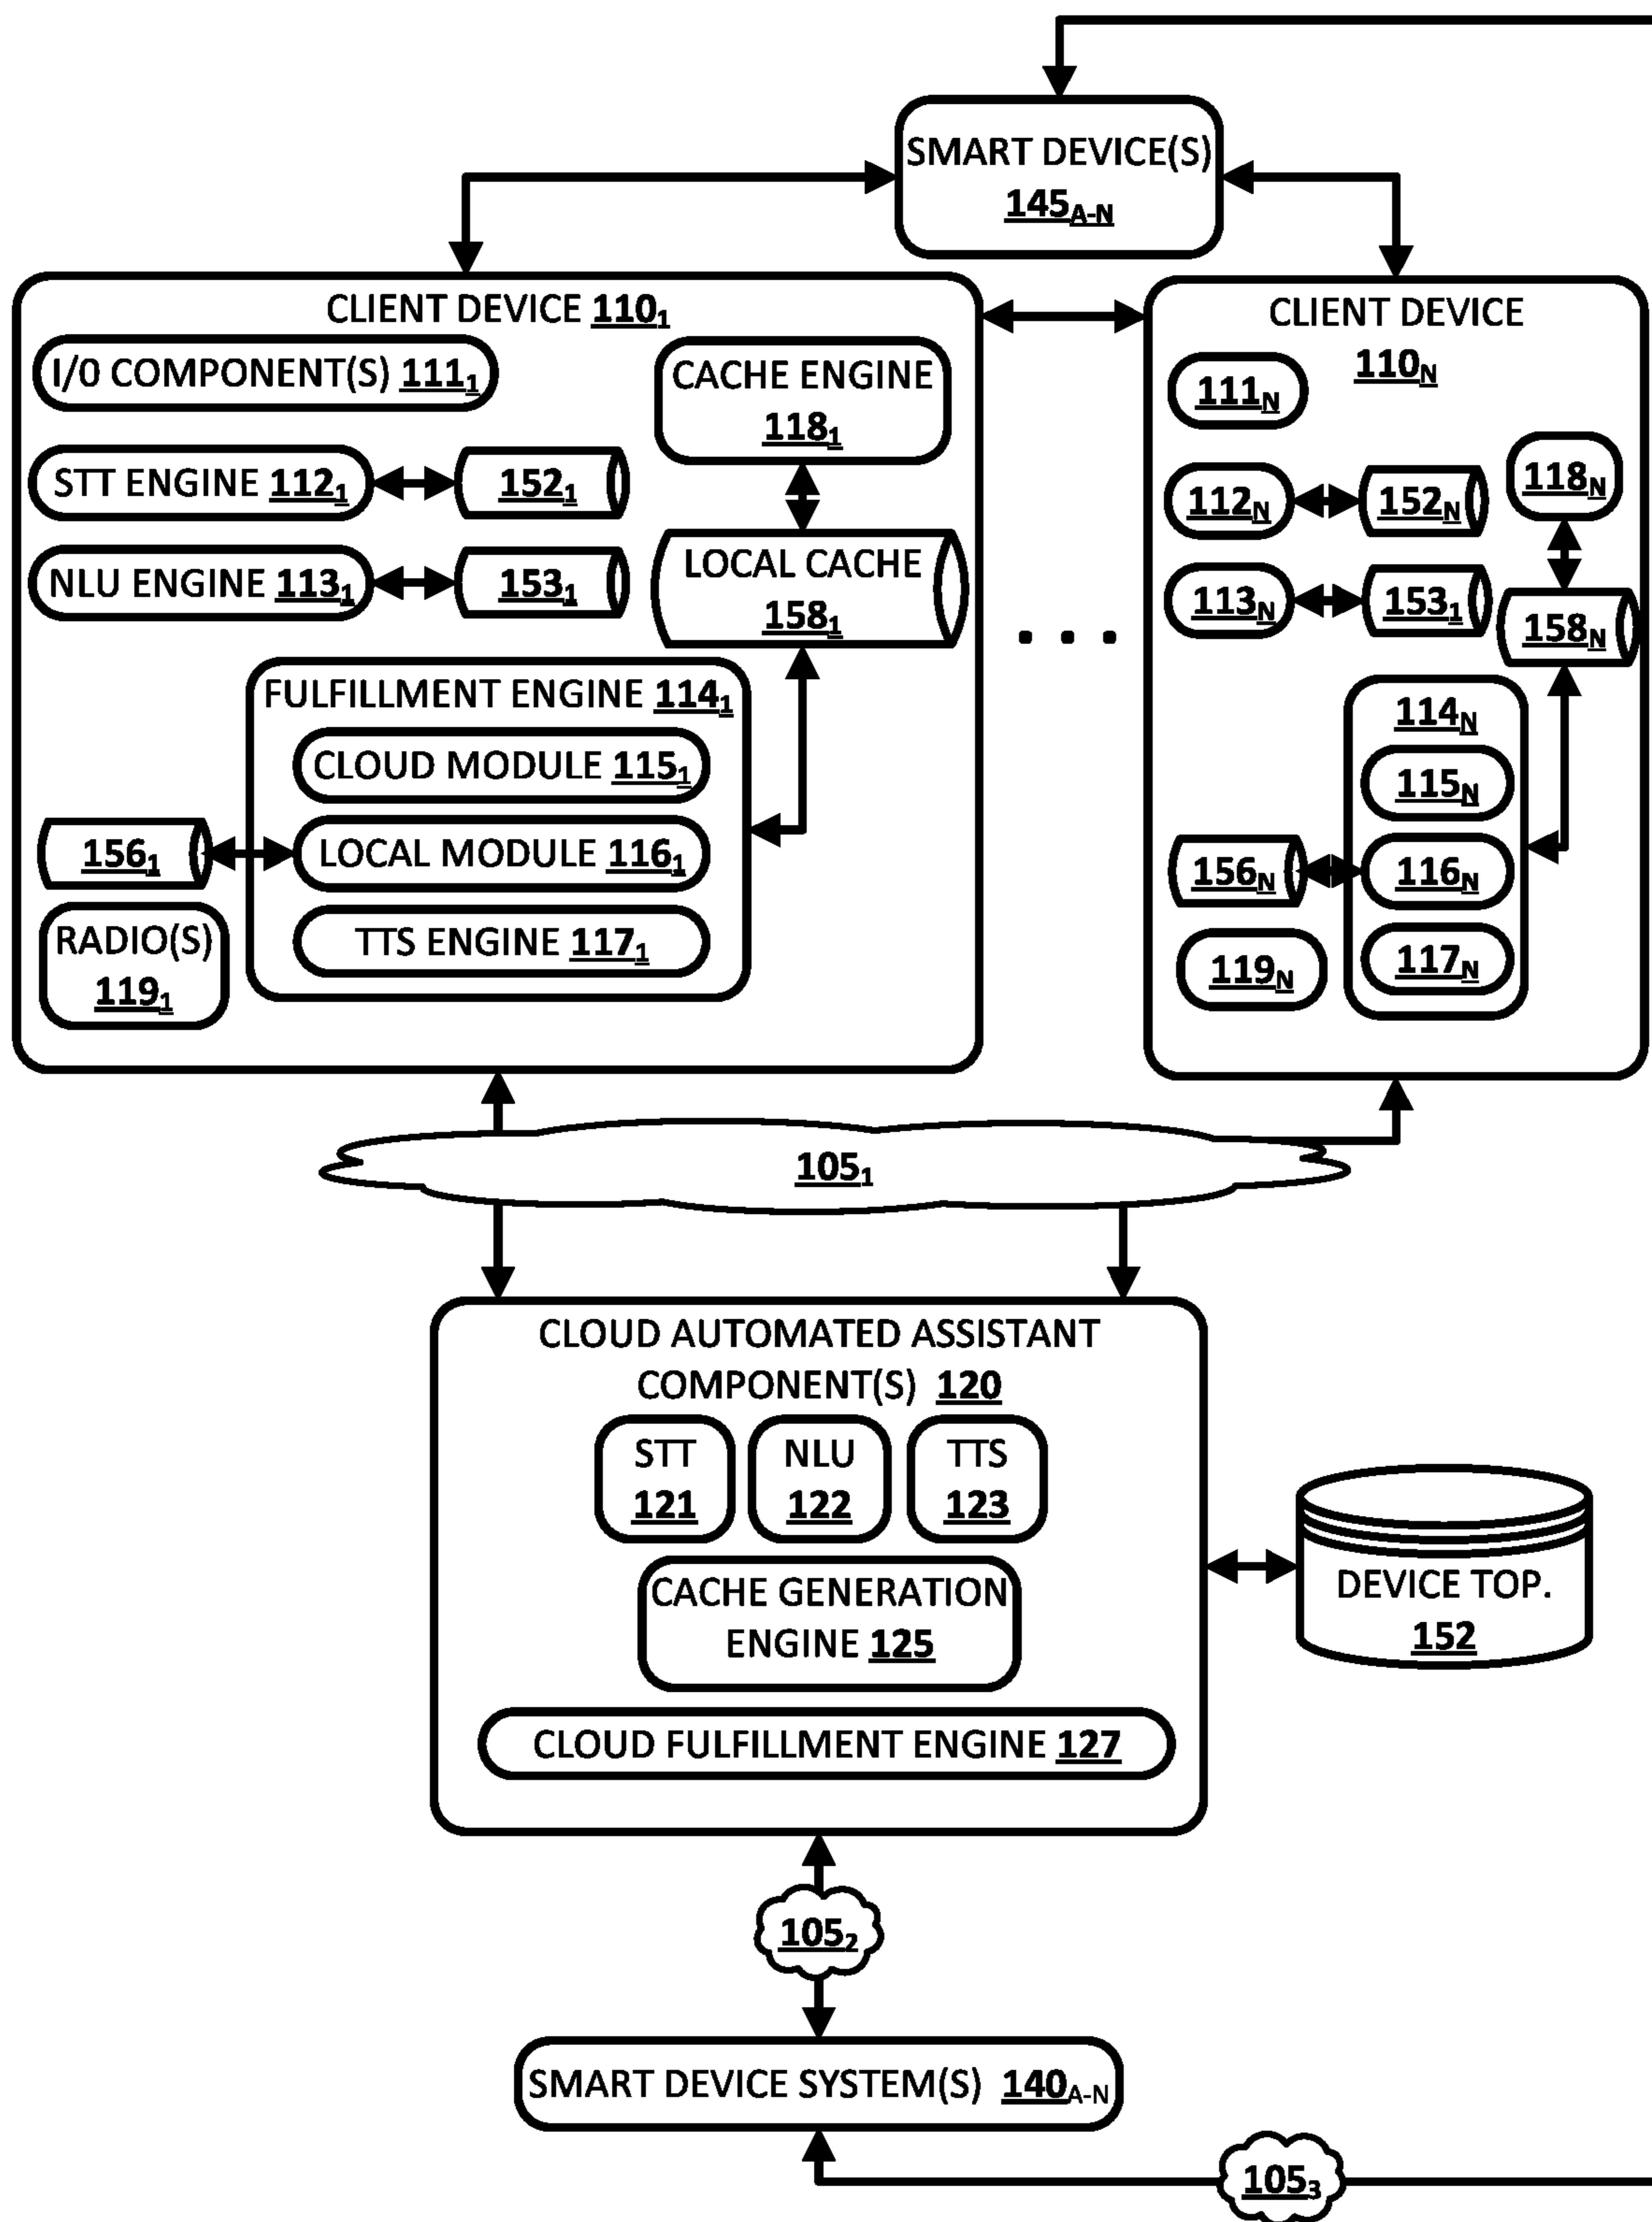 SMART DEVICE(S)
145A-N
CLIENT DEVICE 1101
I/0 COMPONENT(S) 1111
CACHE ENGINE
1181
STT ENGINE 1121
1521
NLU ENGINE 1131
1531
LOCAL CACHE
1581
FULFILLMENT ENGINE 1141
CLOUD MODULE 1151
LOCAL MODULE 1161
TTS ENGINE 1171
1561
RADIO(S)
1191
. . .
CLIENT DEVICE
110N
111N
112N
152N
118N
113N
1531
158N
114N
115N
116N
117N
156N
119N
1051
CLOUD AUTOMATED ASSISTANT
COMPONENT(S) 120
STT
121
NLU
122
TTS
123
CACHE GENERATION
ENGINE 125
CLOUD FULFILLMENT ENGINE 127
DEVICE TOP.
152
1052
SMART DEVICE SYSTEM(S) 140A-N
1053